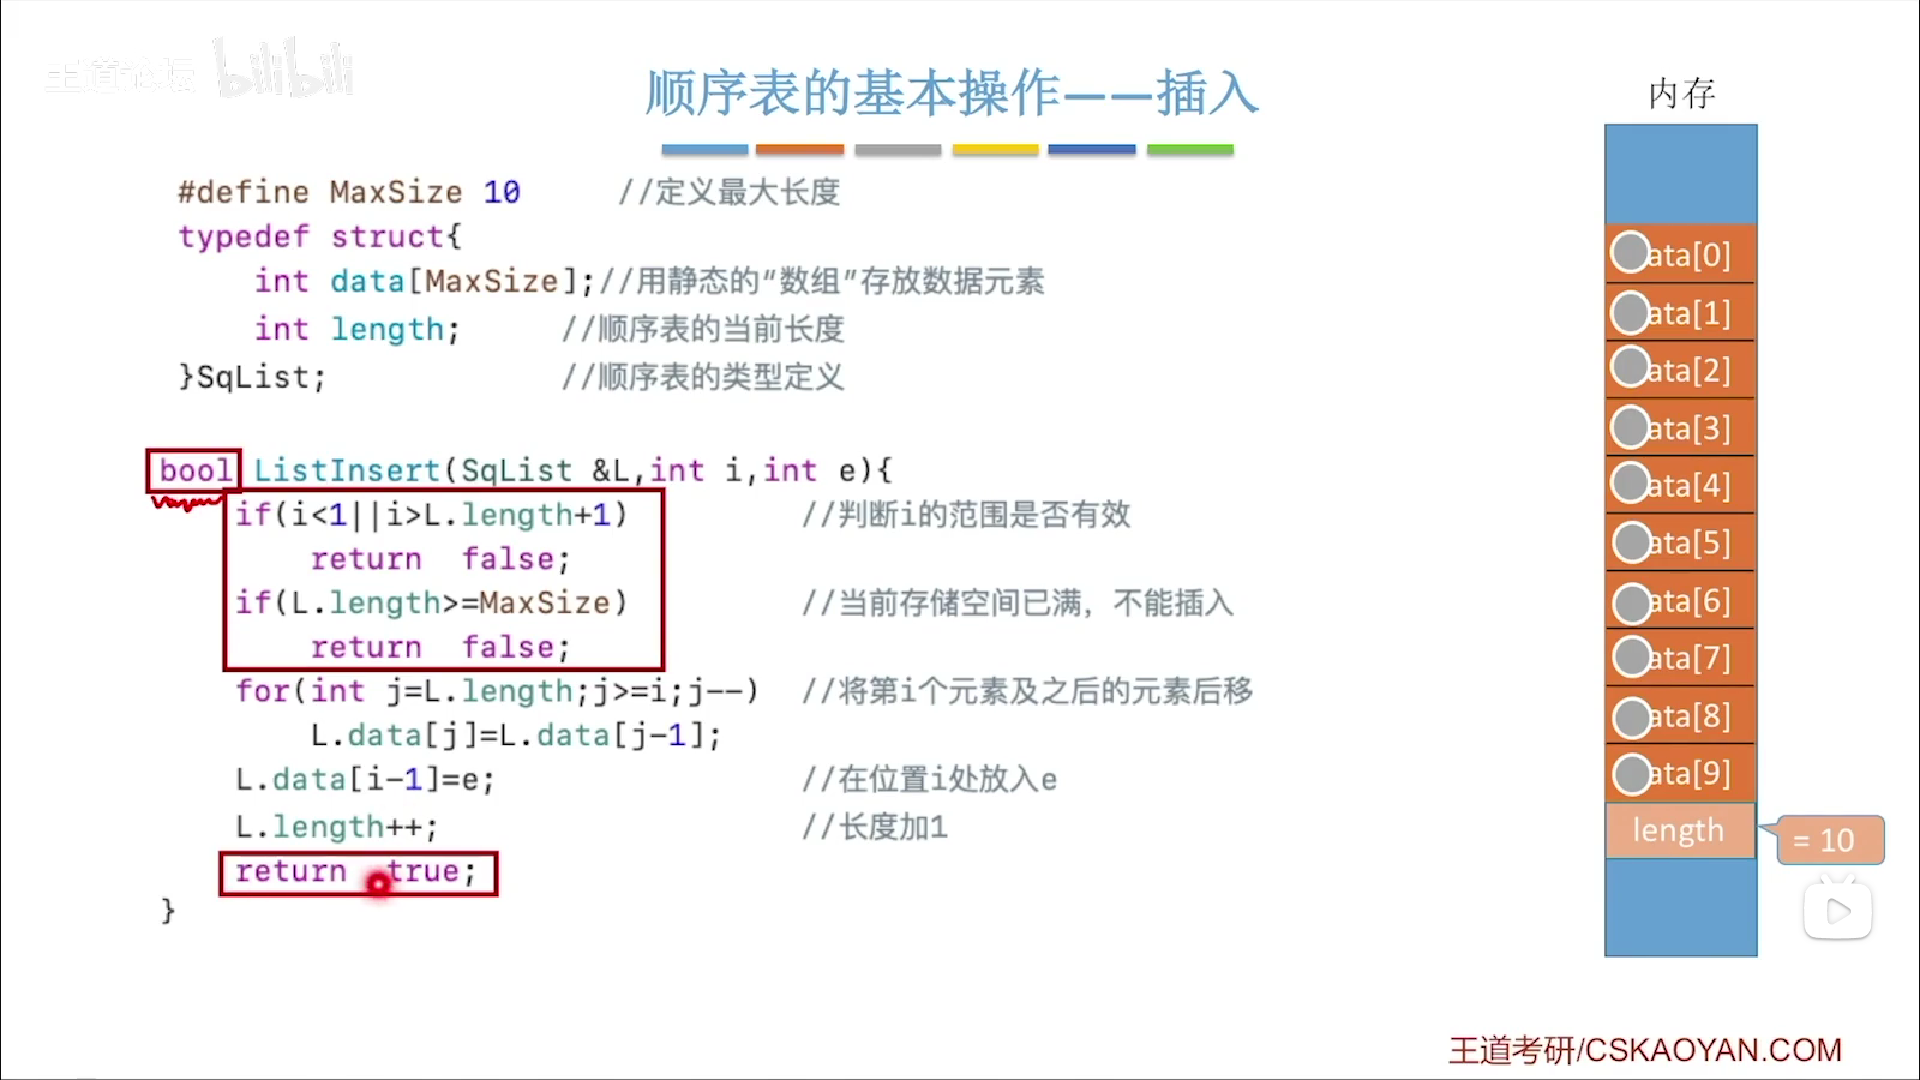 王道论坛 bilibili
顺序表的基本操作——插入
内存
#define MaxSize 10 //定义最大长度
typedef struct{
int data[MaxSize];//用静态的“数组”存放数据元素
int length; //顺序表的当前长度
}SqList; //顺序表的类型定义
bool ListInsert(SqList &L,int i,int e){
if(i<1||i>L.length+1) //判断i的范围是否有效
return false;
if(L.length>=MaxSize) //当前存储空间已满，不能插入
return false;
for(int j=L.length;j>=i;j--) //将第i个元素及之后的元素后移
L.data[j]=L.data[j-1];
L.data[i-1]=e; //在位置i处放入e
L.length++; //长度加1
return true;
}
ata[0]
ata[1]
ata[2]
ata[3]
ata[4]
ata[5]
ata[6]
ata[7]
ata[8]
ata[9]
length
= 10
王道考研/CSKAOYAN.COM